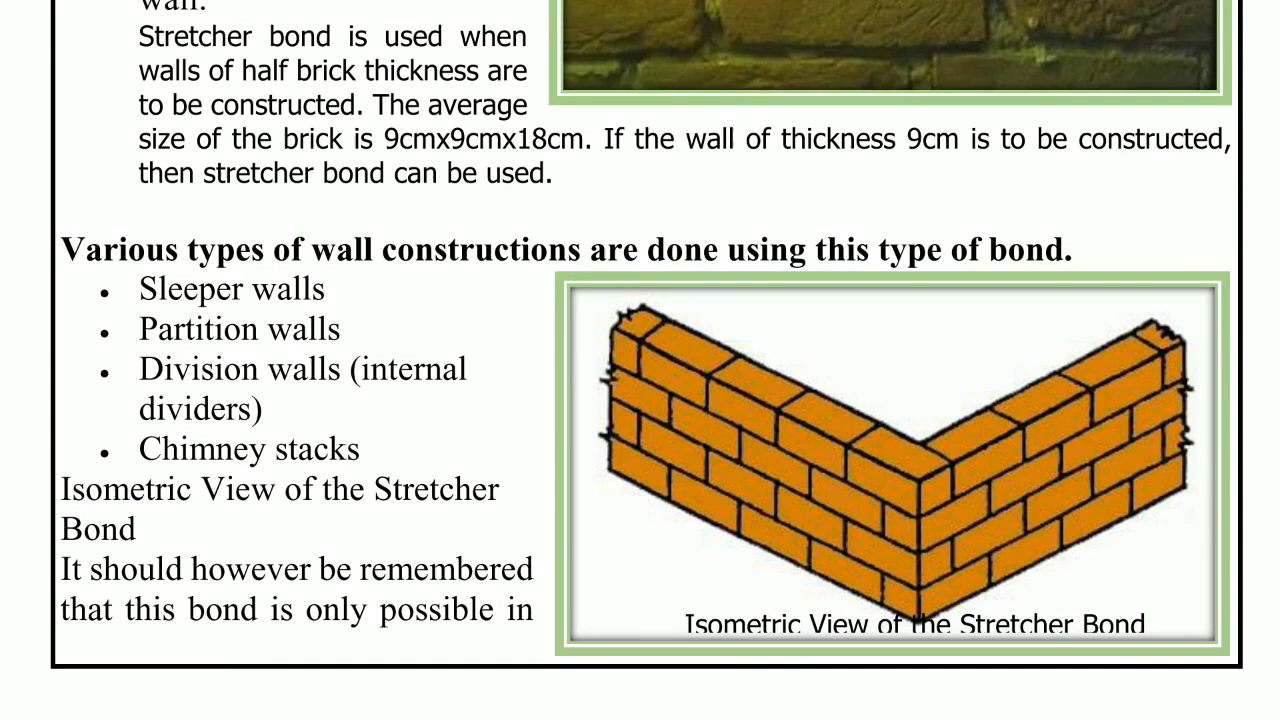 wall.
Stretcher bond is used when
walls of half brick thickness are
to be constructed. The average
size of the brick is 9cmx9cmx18cm. If the wall of thickness 9cm is to be constructed,
then stretcher bond can be used.
Various types of wall constructions are done using this type of bond.
• Sleeper walls
• Partition walls
• Division walls (internal
dividers)
• Chimney stacks
Isometric View of the Stretcher
Bond
It should however be remembered
that this bond is only possible in
Isometric View of the Stretcher Bond